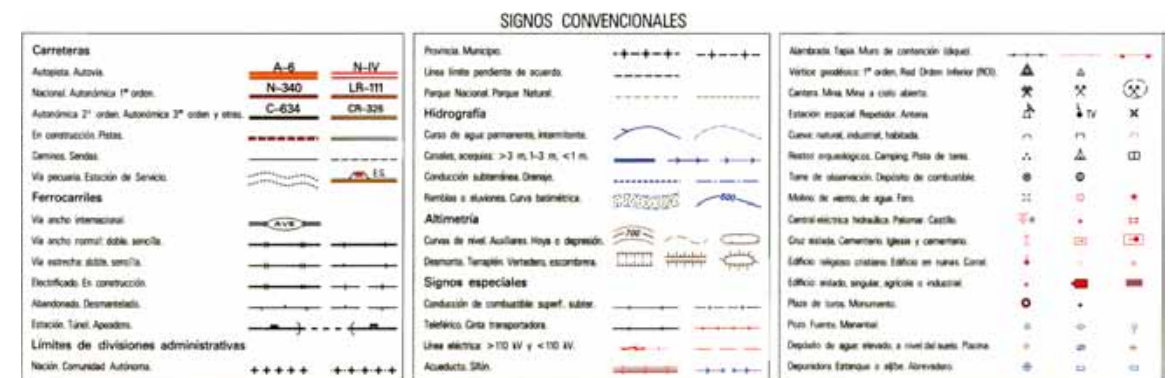 SIGNOS CONVENCIONALES
Carreteras
Autopista. Autovía. A-6 N-IV
Nacional. Autonómica 1er orden. N-340 LR-111
Autonómica 2º orden. Autonómica 3er orden y otras. C-634 CR-326
En construcción. Pistas.
Caminos. Sendas.
Vía pecuaria. Estación de Servicio. E.S.
Ferrocarriles
Vía ancho internacional. AVE
Vía ancho normal: doble, sencilla.
Vía estrecha: doble, sencilla.
Electrificado. En construcción.
Abandonado. Desmantelado.
Estación. Túnel. Apeadero.
Límites de divisiones administrativas
Nación. Comunidad Autónoma.
Provincia. Municipio.
Línea límite pendiente de acuerdo.
Parque Nacional. Parque Natural.
Hidrografía
Curso de agua: permanente, intermitente.
Canales, acequias: >3 m, 1-3 m, <1 m.
Conducción subterránea. Drenaje.
Ramblas o aluviones. Curva batimétrica. 500
Altimetría
Curvas de nivel. Auxiliares. Hoya o depresión. 700
Desmonte. Terraplén. Vertedero, escombrera.
Signos especiales
Conducción de combustible: superf. subter.
Teleférico. Cinta transportadora.
Línea eléctrica: >110 kV y <110 kV.
Acueducto. Sifón.
Alambrada. Tapia. Muro de contención (dique).
Vértice geodésico: 1er orden, Red Orden Inferior (ROI).
Cantera. Mina. Mina a cielo abierto.
Estación espacial. Repetidor. Antena. TV
Cueva: natural, industrial, habitada.
Restos arqueológicos. Camping. Pista de tenis.
Torre de observación. Depósito de combustible.
Molino: de viento, de agua. Faro.
Central eléctrica: hidráulica. Palomar. Castillo.
Cruz aislada. Cementerio. Iglesia y cementerio.
Edificio religioso cristiano. Edificio en ruinas. Corral.
Edificio: aislado, singular, agrícola o industrial.
Plaza de toros. Monumento.
Pozo. Fuente. Manantial.
Depósito de agua: elevado, a nivel del suelo. Piscina.
Depuradora. Estanque o aljibe. Abrevadero.